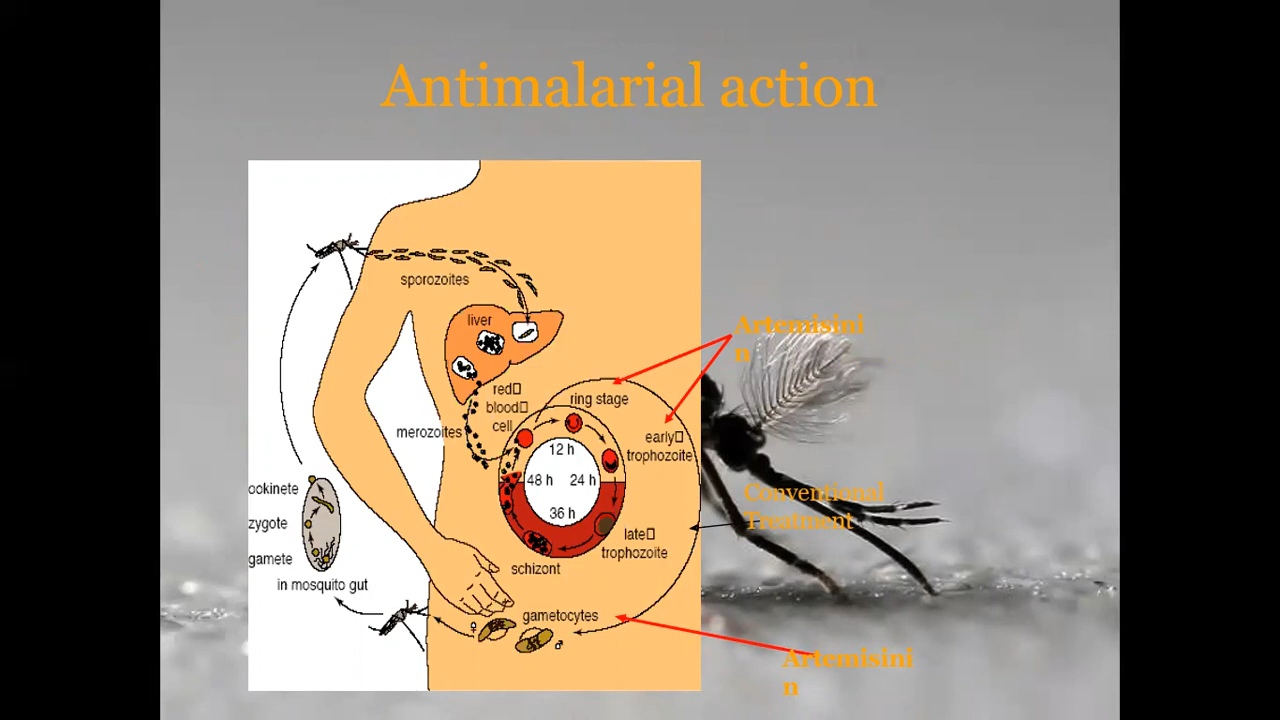 Antimalarial action
sporozoites
liver
red□
blood□
cell
merozoites
ring stage
early□
trophozoite
12 h
48 h
24 h
36 h
late□
trophozoite
schizont
gametocytes
♀
♂
ookinete
zygote
gamete
in mosquito gut
Artemisini
n
Conventional
Treatment
Artemisini
n